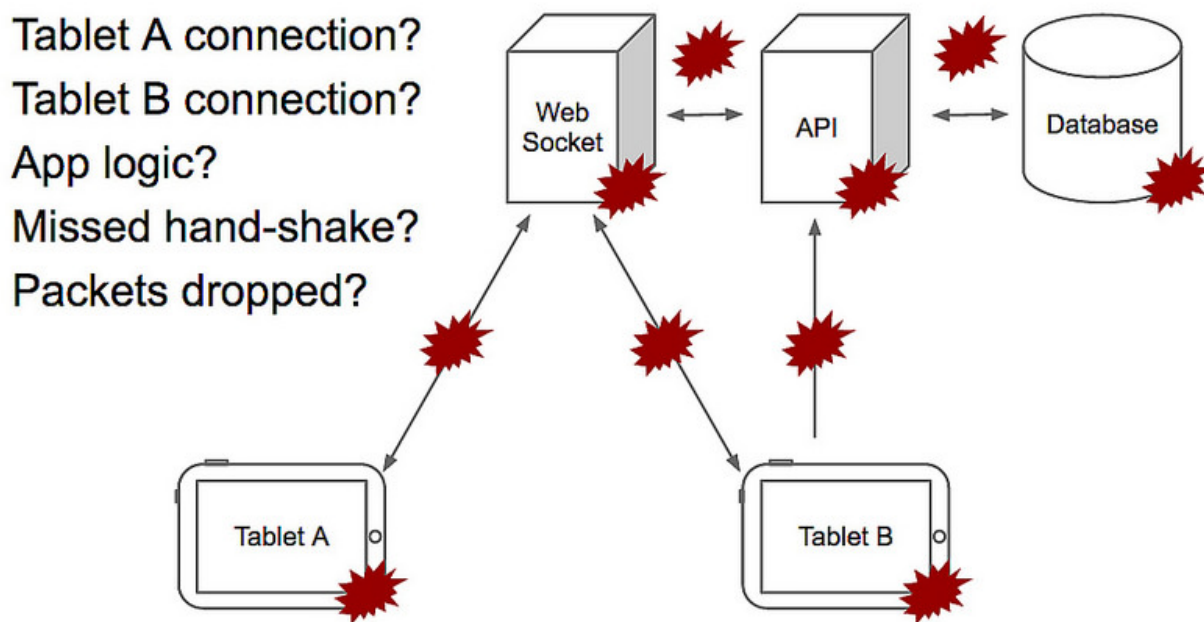 Tablet A connection?
Tablet B connection?
App logic?
Missed hand-shake?
Packets dropped?
Web
Socket
API
Database
Tablet A
Tablet B